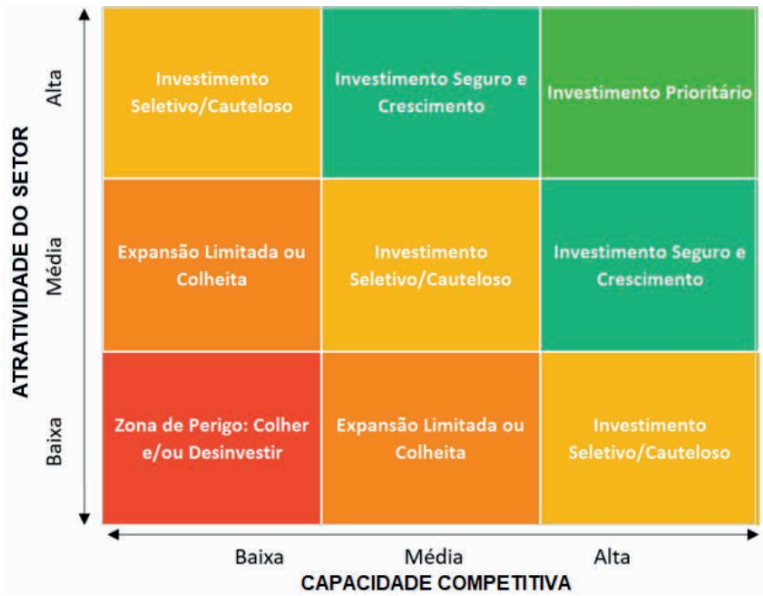 ATRATIVIDADE DO SETOR
Alta
Investimento
Seletivo/Cauteloso
Investimento Seguro e
Crescimento
Investimento Prioritário
Média
Expansão Limitada ou
Colheita
Investimento
Seletivo/Cauteloso
Investimento Seguro e
Crescimento
Baixa
Zona de Perigo: Colher
e/ou Desinvestir
Expansão Limitada ou
Colheita
Investimento
Seletivo/Cauteloso
Baixa
Média
Alta
CAPACIDADE COMPETITIVA